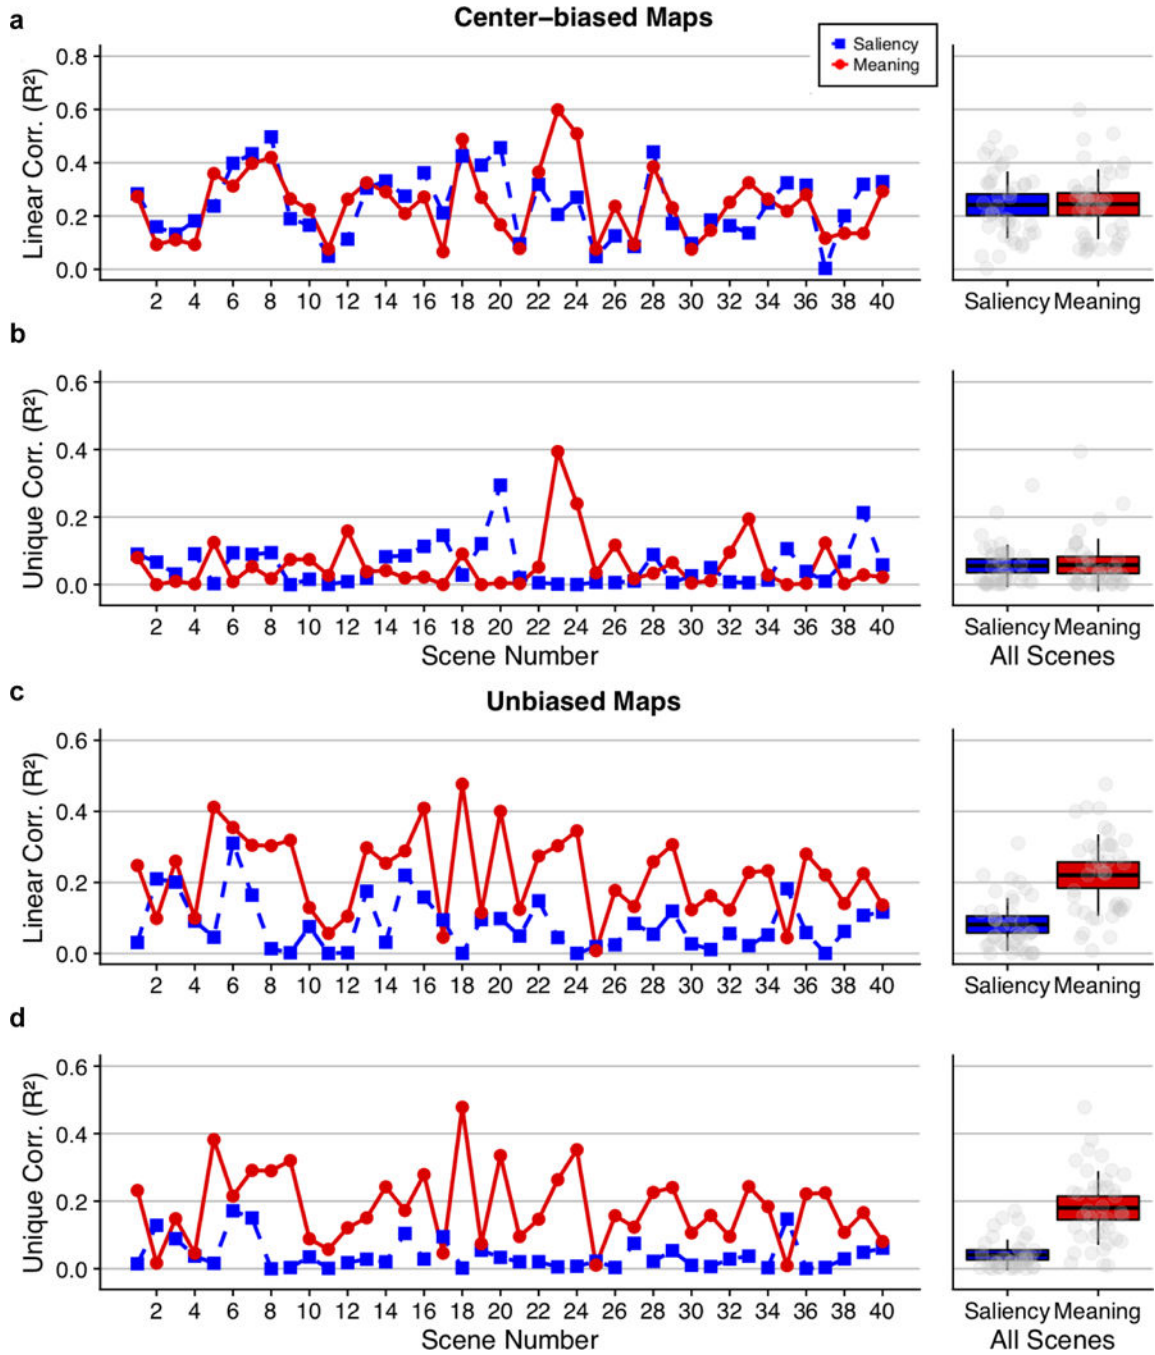 a
Center–biased Maps
Saliency
Meaning
Linear Corr. (R²)
0.8
0.6
0.4
0.2
0.0
2 4 6 8 10 12 14 16 18 20 22 24 26 28 30 32 34 36 38 40
Saliency Meaning
b
Unique Corr. (R²)
0.6
0.4
0.2
0.0
2 4 6 8 10 12 14 16 18 20 22 24 26 28 30 32 34 36 38 40
Saliency Meaning
Scene Number
All Scenes
c
Unbiased Maps
Linear Corr. (R²)
0.6
0.4
0.2
0.0
2 4 6 8 10 12 14 16 18 20 22 24 26 28 30 32 34 36 38 40
Saliency Meaning
d
Unique Corr. (R²)
0.6
0.4
0.2
0.0
2 4 6 8 10 12 14 16 18 20 22 24 26 28 30 32 34 36 38 40
Saliency Meaning
Scene Number
All Scenes